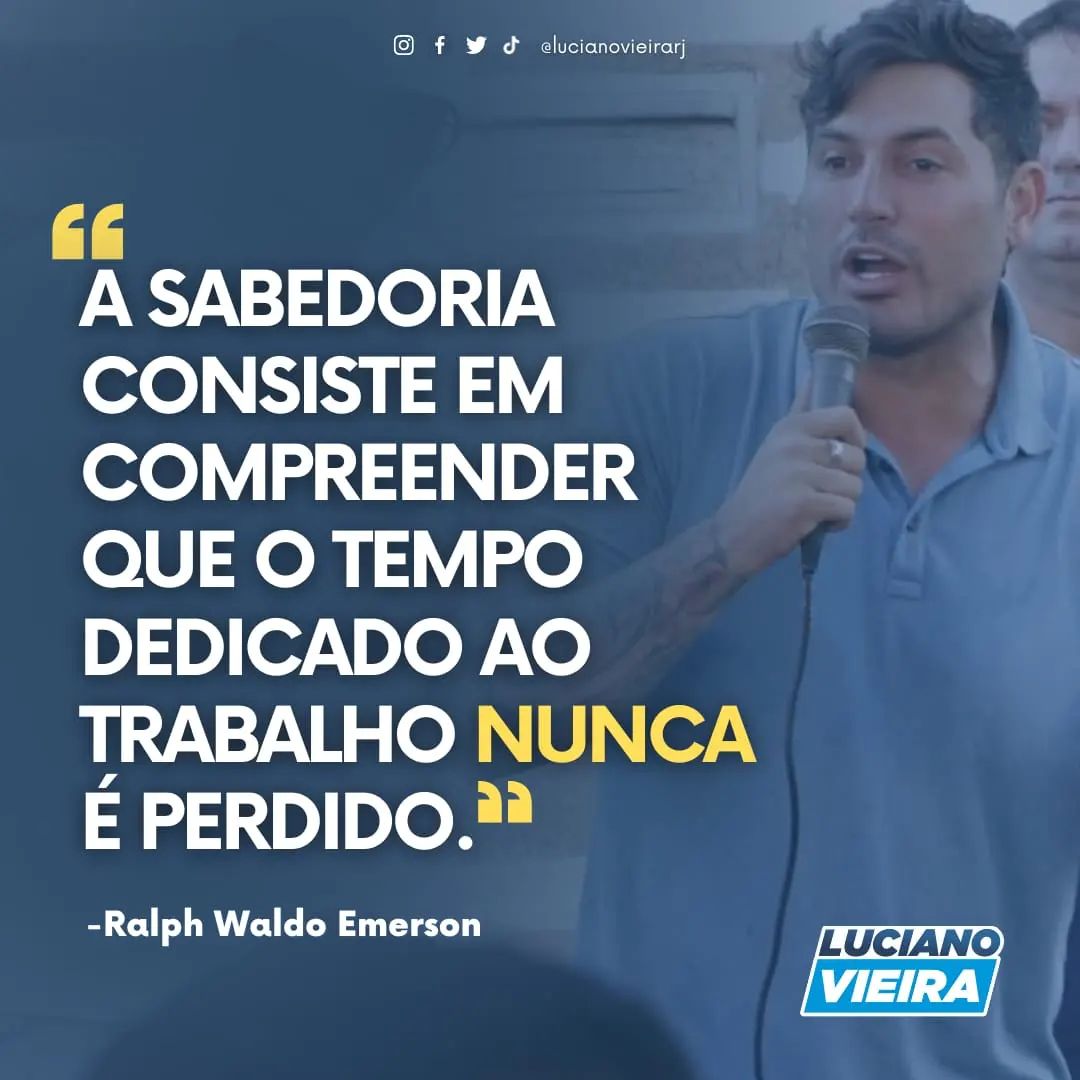 @lucianovieirarj
“
A SABEDORIA
CONSISTE EM
COMPREENDER
QUE O TEMPO
DEDICADO AO
TRABALHO NUNCA
É PERDIDO.”
-Ralph Waldo Emerson
LUCIANO
VIEIRA